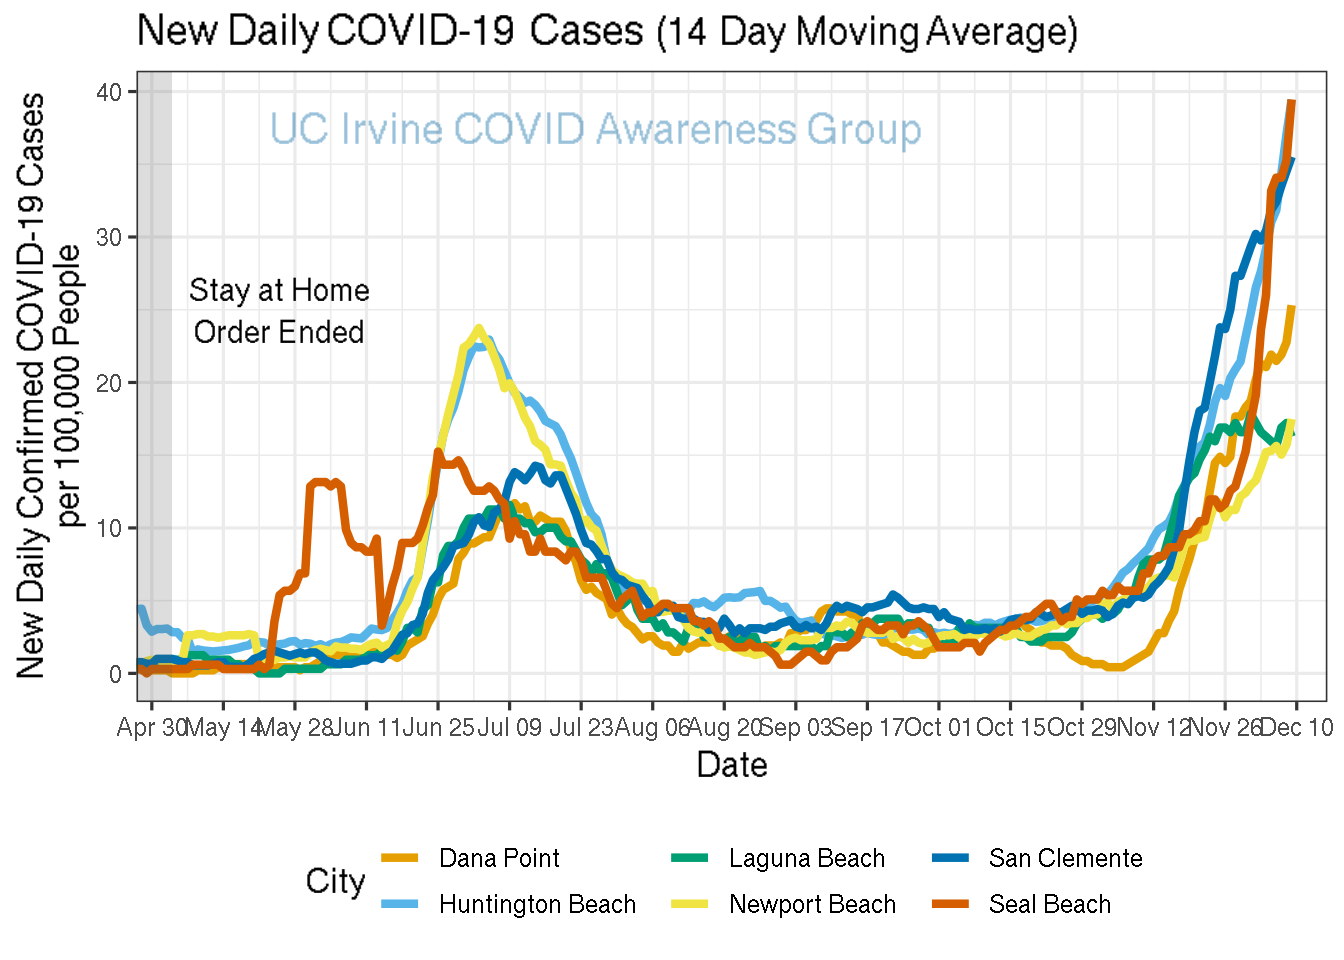 New Daily COVID-19 Cases (14 Day Moving Average)
New Daily Confirmed COVID-19 Cases
per 100,000 People
40
30
20
10
0
UC Irvine COVID Awareness Group
Stay at Home
Order Ended
Apr 30 May 14 May 28 Jun 11 Jun 25 Jul 09 Jul 23 Aug 06 Aug 20 Sep 03 Sep 17 Oct 01 Oct 15 Oct 29 Nov 12 Nov 26 Dec 10
Date
City
Dana Point
Laguna Beach
San Clemente
Huntington Beach
Newport Beach
Seal Beach